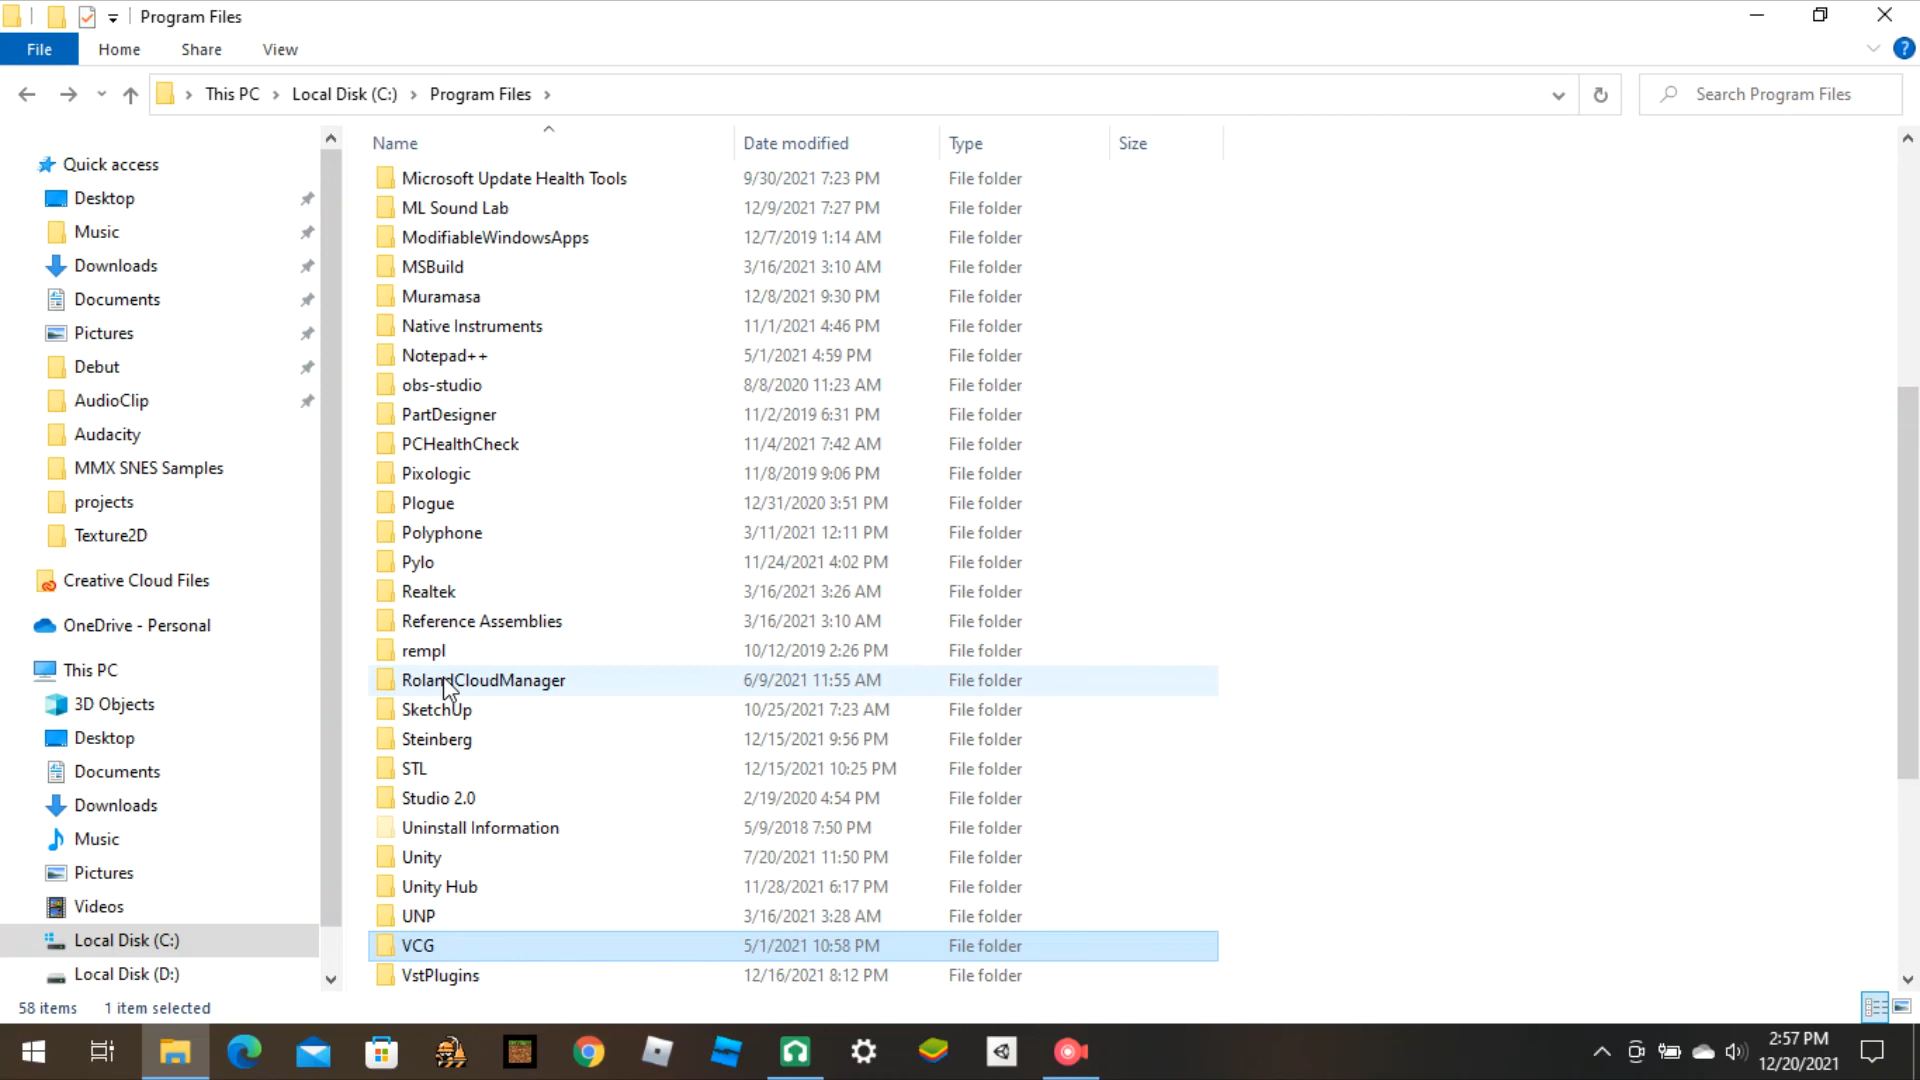 Program Files
File
Home
Share
View
This PC
Local Disk (C:)
Program Files
Search Program Files
Quick access
Desktop
Music
Downloads
Documents
Pictures
Debut
AudioClip
Audacity
MMX SNES Samples
projects
Texture2D
Creative Cloud Files
OneDrive - Personal
This PC
3D Objects
Desktop
Documents
Downloads
Music
Pictures
Videos
Local Disk (C:)
Local Disk (D:)
Name Date modified Type Size
Microsoft Update Health Tools 9/30/2021 7:23 PM File folder
ML Sound Lab 12/9/2021 7:27 PM File folder
ModifiableWindowsApps 12/7/2019 1:14 AM File folder
MSBuild 3/16/2021 3:10 AM File folder
Muramasa 12/8/2021 9:30 PM File folder
Native Instruments 11/1/2021 4:46 PM File folder
Notepad++ 5/1/2021 4:59 PM File folder
obs-studio 8/8/2020 11:23 AM File folder
PartDesigner 11/2/2019 6:31 PM File folder
PCHealthCheck 11/4/2021 7:42 AM File folder
Pixologic 11/8/2019 9:06 PM File folder
Plogue 12/31/2020 3:51 PM File folder
Polyphone 3/11/2021 12:11 PM File folder
Pylo 11/24/2021 4:02 PM File folder
Realtek 3/16/2021 3:26 AM File folder
Reference Assemblies 3/16/2021 3:10 AM File folder
rempl 10/12/2019 2:26 PM File folder
RolandCloudManager 6/9/2021 11:55 AM File folder
SketchUp 10/25/2021 7:23 AM File folder
Steinberg 12/15/2021 9:56 PM File folder
STL 12/15/2021 10:25 PM File folder
Studio 2.0 2/19/2020 4:54 PM File folder
Uninstall Information 5/9/2018 7:50 PM File folder
Unity 7/20/2021 11:50 PM File folder
Unity Hub 11/28/2021 6:17 PM File folder
UNP 3/16/2021 3:28 AM File folder
VCG 5/1/2021 10:58 PM File folder
VstPlugins 12/16/2021 8:12 PM File folder
58 items 1 item selected
2:57 PM
12/20/2021